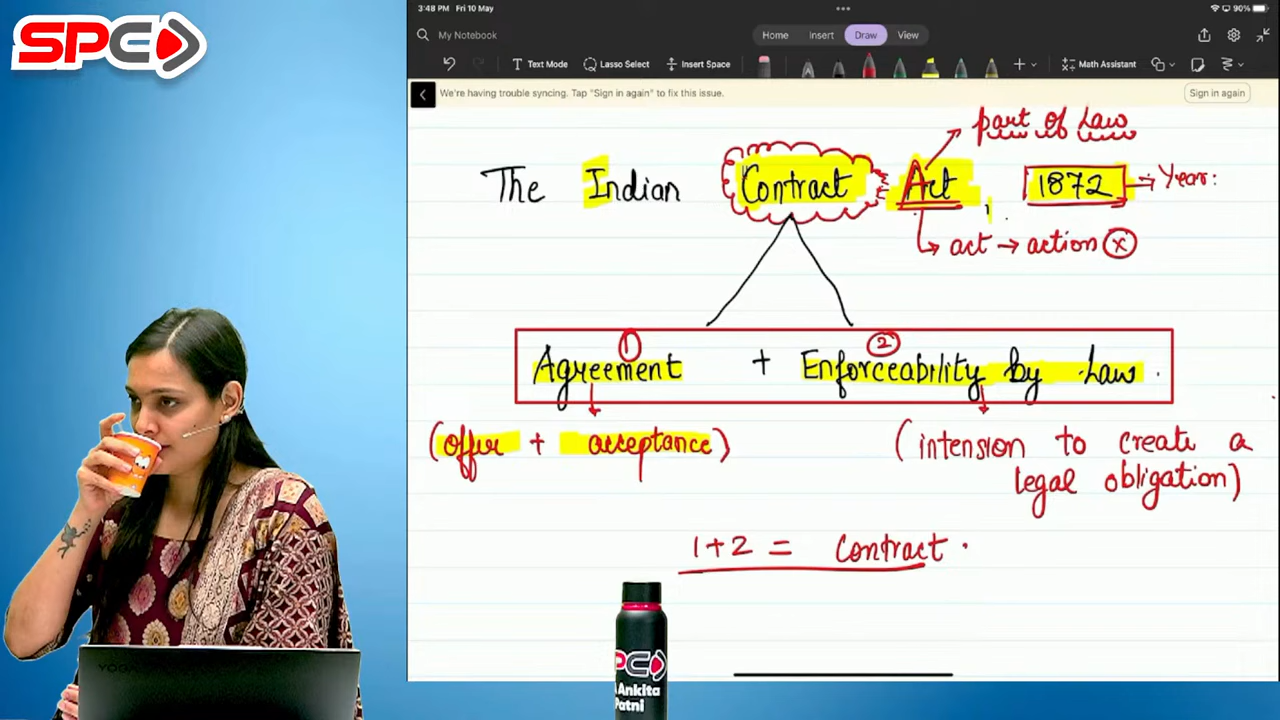 SPC
3:48 PM Fri 10 May
90%
My Notebook
Home Insert Draw View
Text Mode Lasso Select Insert Space Math Assistant
We're having trouble syncing. Tap "Sign in again" to fix this issue.
Sign in again
part of Law
The Indian Contract Act, 1872 → Year:
act → action (x)
1 2
Agreement + Enforceability by Law.
(offer + acceptance) (intension to create a
legal obligation)
1+2 = Contract.
SPC
Ankita
Patni